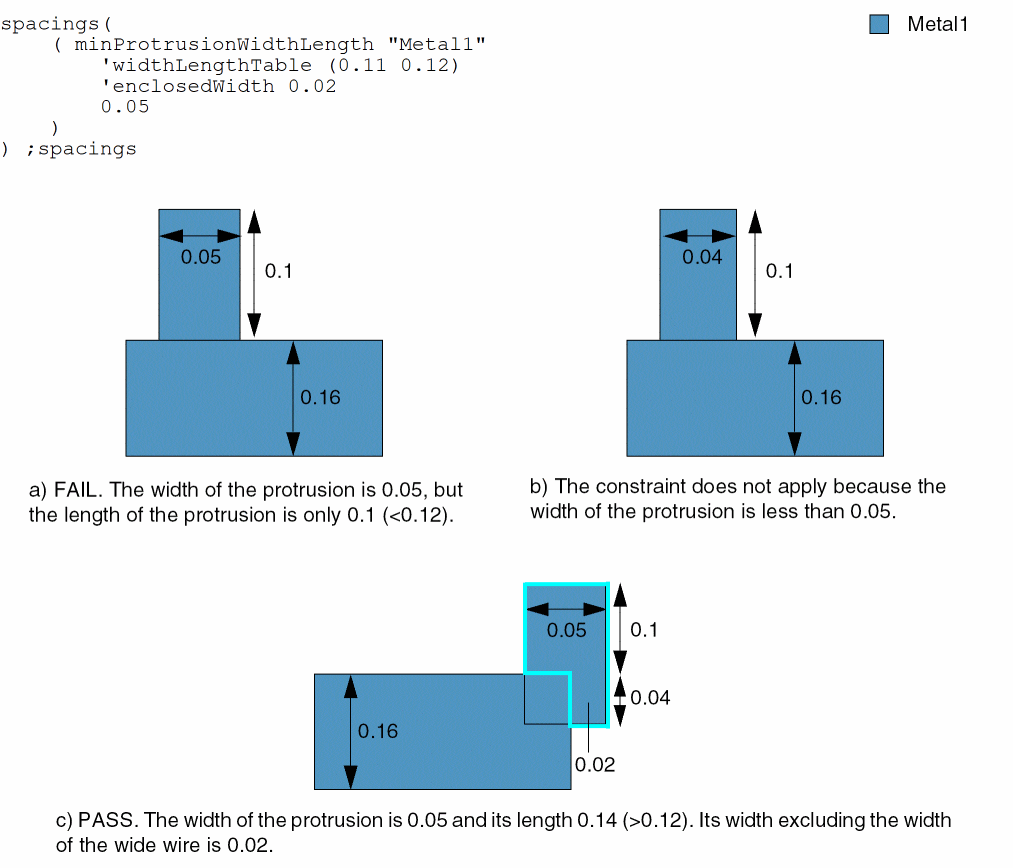 spacings(
( minProtrusionWidthLength "Metal1"
'widthLengthTable (0.11 0.12)
'enclosedWidth 0.02
0.05
)
) ;spacings
Metal1
0.05
0.1
0.16
a) FAIL. The width of the protrusion is 0.05, but
the length of the protrusion is only 0.1 (<0.12).
0.04
0.1
0.16
b) The constraint does not apply because the
width of the protrusion is less than 0.05.
0.05
0.1
0.04
0.16
0.02
c) PASS. The width of the protrusion is 0.05 and its length 0.14 (>0.12). Its width excluding the width
of the wide wire is 0.02.